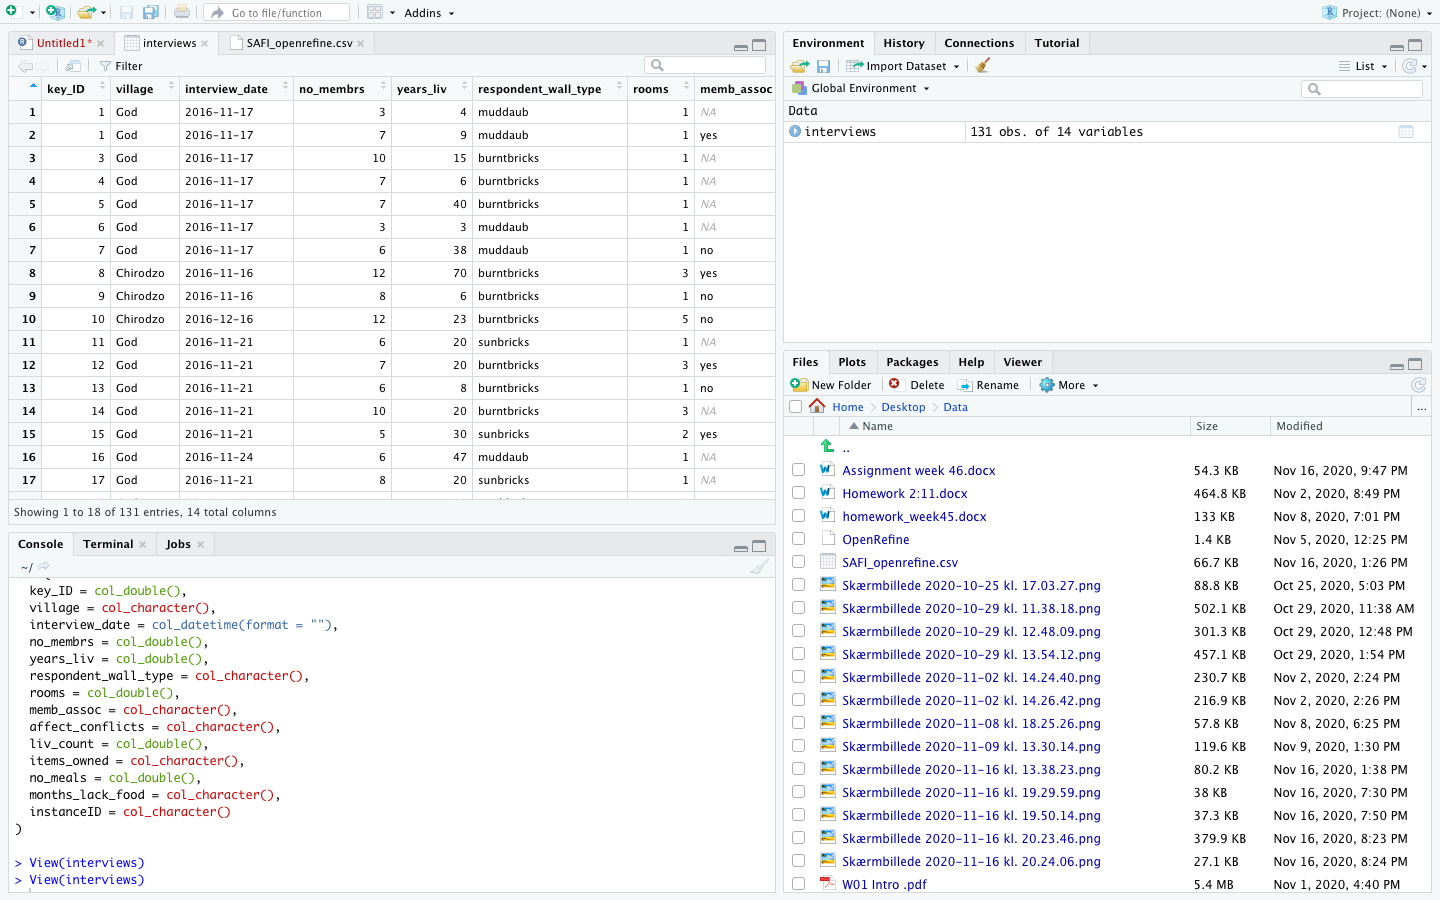 Go to file/function
Addins
Project: (None)
Untitled1*
interviews
SAFI_openrefine.csv
Filter
key_ID village interview_date no_membrs years_liv respondent_wall_type rooms memb_assoc
1 1 God 2016-11-17 3 4 muddaub 1 NA
2 1 God 2016-11-17 7 9 muddaub 1 yes
3 3 God 2016-11-17 10 15 burntbricks 1 NA
4 4 God 2016-11-17 7 6 burntbricks 1 NA
5 5 God 2016-11-17 7 40 burntbricks 1 NA
6 6 God 2016-11-17 3 3 muddaub 1 NA
7 7 God 2016-11-17 6 38 muddaub 1 no
8 8 Chirodzo 2016-11-16 12 70 burntbricks 3 yes
9 9 Chirodzo 2016-11-16 8 6 burntbricks 1 no
10 10 Chirodzo 2016-12-16 12 23 burntbricks 5 no
11 11 God 2016-11-21 6 20 sunbricks 1 NA
12 12 God 2016-11-21 7 20 burntbricks 3 yes
13 13 God 2016-11-21 6 8 burntbricks 1 no
14 14 God 2016-11-21 10 20 burntbricks 3 NA
15 15 God 2016-11-21 5 30 sunbricks 2 yes
16 16 God 2016-11-24 6 47 muddaub 1 NA
17 17 God 2016-11-21 8 20 sunbricks 1 NA
Showing 1 to 18 of 131 entries, 14 total columns
Console Terminal Jobs
~/
key_ID = col_double(),
village = col_character(),
interview_date = col_datetime(format = ""),
no_membrs = col_double(),
years_liv = col_double(),
respondent_wall_type = col_character(),
rooms = col_double(),
memb_assoc = col_character(),
affect_conflicts = col_character(),
liv_count = col_double(),
items_owned = col_character(),
no_meals = col_double(),
months_lack_food = col_character(),
instanceID = col_character()
)
> View(interviews)
> View(interviews)
Environment History Connections Tutorial
Import Dataset
List
Global Environment
Data
interviews 131 obs. of 14 variables
Files Plots Packages Help Viewer
New Folder Delete Rename More
Home Desktop Data ...
Name Size Modified
..
Assignment week 46.docx 54.3 KB Nov 16, 2020, 9:47 PM
Homework 2:11.docx 464.8 KB Nov 2, 2020, 8:49 PM
homework_week45.docx 133 KB Nov 8, 2020, 7:01 PM
OpenRefine 1.4 KB Nov 5, 2020, 12:25 PM
SAFI_openrefine.csv 66.7 KB Nov 16, 2020, 1:26 PM
Skærmbillede 2020-10-25 kl. 17.03.27.png 88.8 KB Oct 25, 2020, 5:03 PM
Skærmbillede 2020-10-29 kl. 11.38.18.png 502.1 KB Oct 29, 2020, 11:38 AM
Skærmbillede 2020-10-29 kl. 12.48.09.png 301.3 KB Oct 29, 2020, 12:48 PM
Skærmbillede 2020-10-29 kl. 13.54.12.png 457.1 KB Oct 29, 2020, 1:54 PM
Skærmbillede 2020-11-02 kl. 14.24.40.png 230.7 KB Nov 2, 2020, 2:24 PM
Skærmbillede 2020-11-02 kl. 14.26.42.png 216.9 KB Nov 2, 2020, 2:26 PM
Skærmbillede 2020-11-08 kl. 18.25.26.png 57.8 KB Nov 8, 2020, 6:25 PM
Skærmbillede 2020-11-09 kl. 13.30.14.png 119.6 KB Nov 9, 2020, 1:30 PM
Skærmbillede 2020-11-16 kl. 13.38.23.png 80.2 KB Nov 16, 2020, 1:38 PM
Skærmbillede 2020-11-16 kl. 19.29.59.png 38 KB Nov 16, 2020, 7:30 PM
Skærmbillede 2020-11-16 kl. 19.50.14.png 37.3 KB Nov 16, 2020, 7:50 PM
Skærmbillede 2020-11-16 kl. 20.23.46.png 379.9 KB Nov 16, 2020, 8:23 PM
Skærmbillede 2020-11-16 kl. 20.24.06.png 27.1 KB Nov 16, 2020, 8:24 PM
W01 Intro .pdf 5.4 MB Nov 1, 2020, 4:40 PM